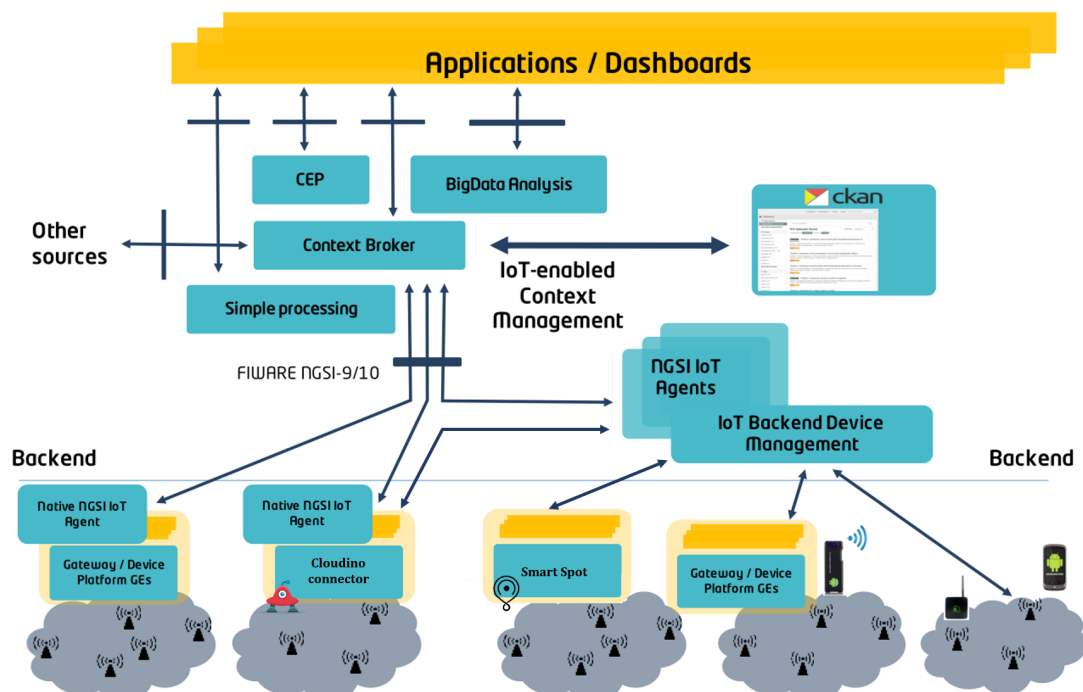 Applications / Dashboards
CEP
BigData Analysis
ckan
Other
sources
Context Broker
IoT-enabled
Context
Management
Simple processing
FIWARE NGSI-9/10
NGSI IoT
Agents
IoT Backend Device
Management
Backend
Backend
Native NGSI IoT
Agent
Native NGSI IoT
Agent
Gateway / Device
Platform GEs
Cloudino
connector
Smart Spot
Gateway / Device
Platform GEs